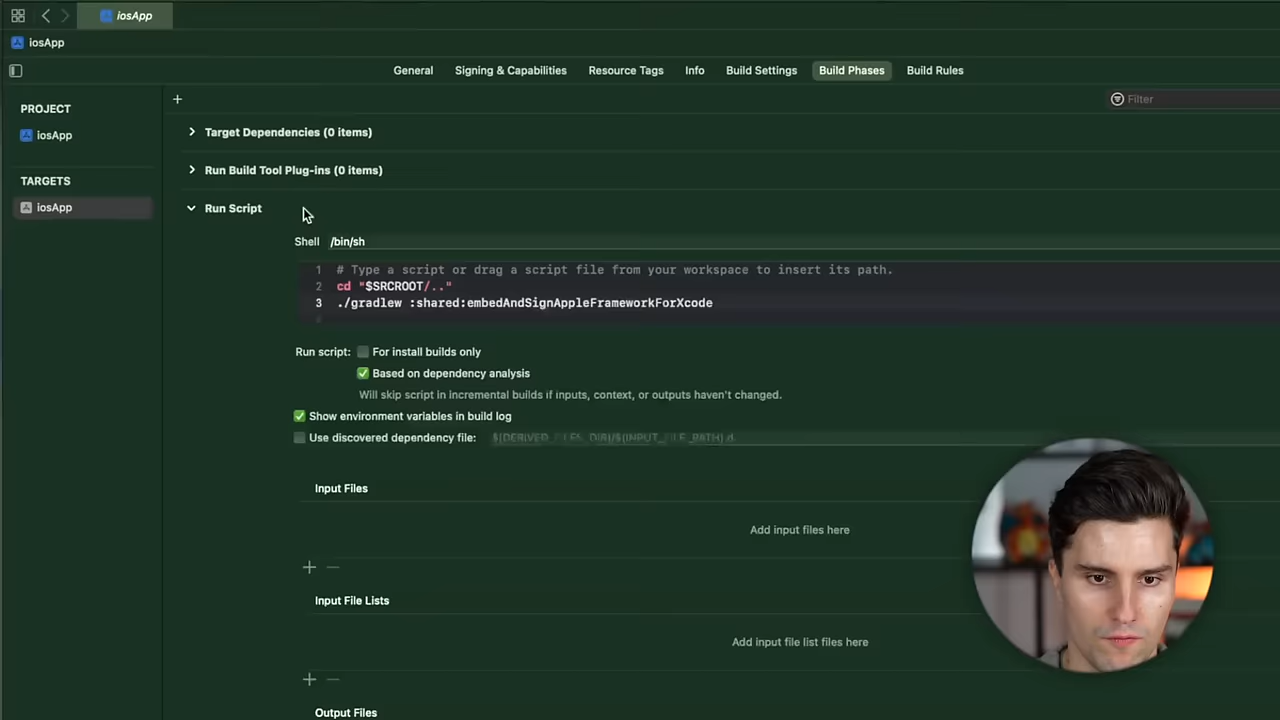 iosApp
iosApp
General Signing & Capabilities Resource Tags Info Build Settings Build Phases Build Rules
PROJECT
iosApp
TARGETS
iosApp
+
Filter
Target Dependencies (0 items)
Run Build Tool Plug-ins (0 items)
Run Script
Shell /bin/sh
1 # Type a script or drag a script file from your workspace to insert its path.
2 cd "$SRCROOT/.."
3 ./gradlew :shared:embedAndSignAppleFrameworkForXcode
Run script: For install builds only
Based on dependency analysis
Will skip script in incremental builds if inputs, context, or outputs haven't changed.
Show environment variables in build log
Use discovered dependency file:
Input Files
Add input files here
+ −
Input File Lists
Add input file list files here
+ −
Output Files